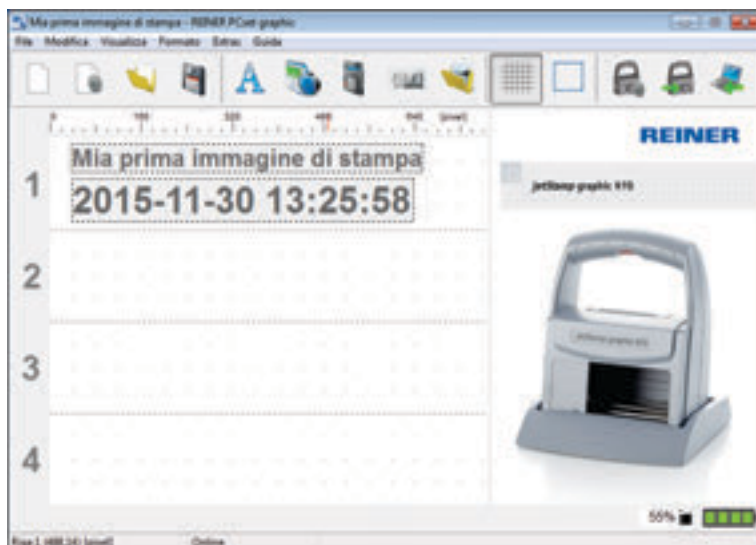 Mia prima immagine di stampa - REINER PCset graphic
File Modifica Visualizza Formato Extras Guida
REINER
jetStamp graphic 970
1
Mia prima immagine di stampa
2015-11-30 13:25:58
2
3
4
55%
Online